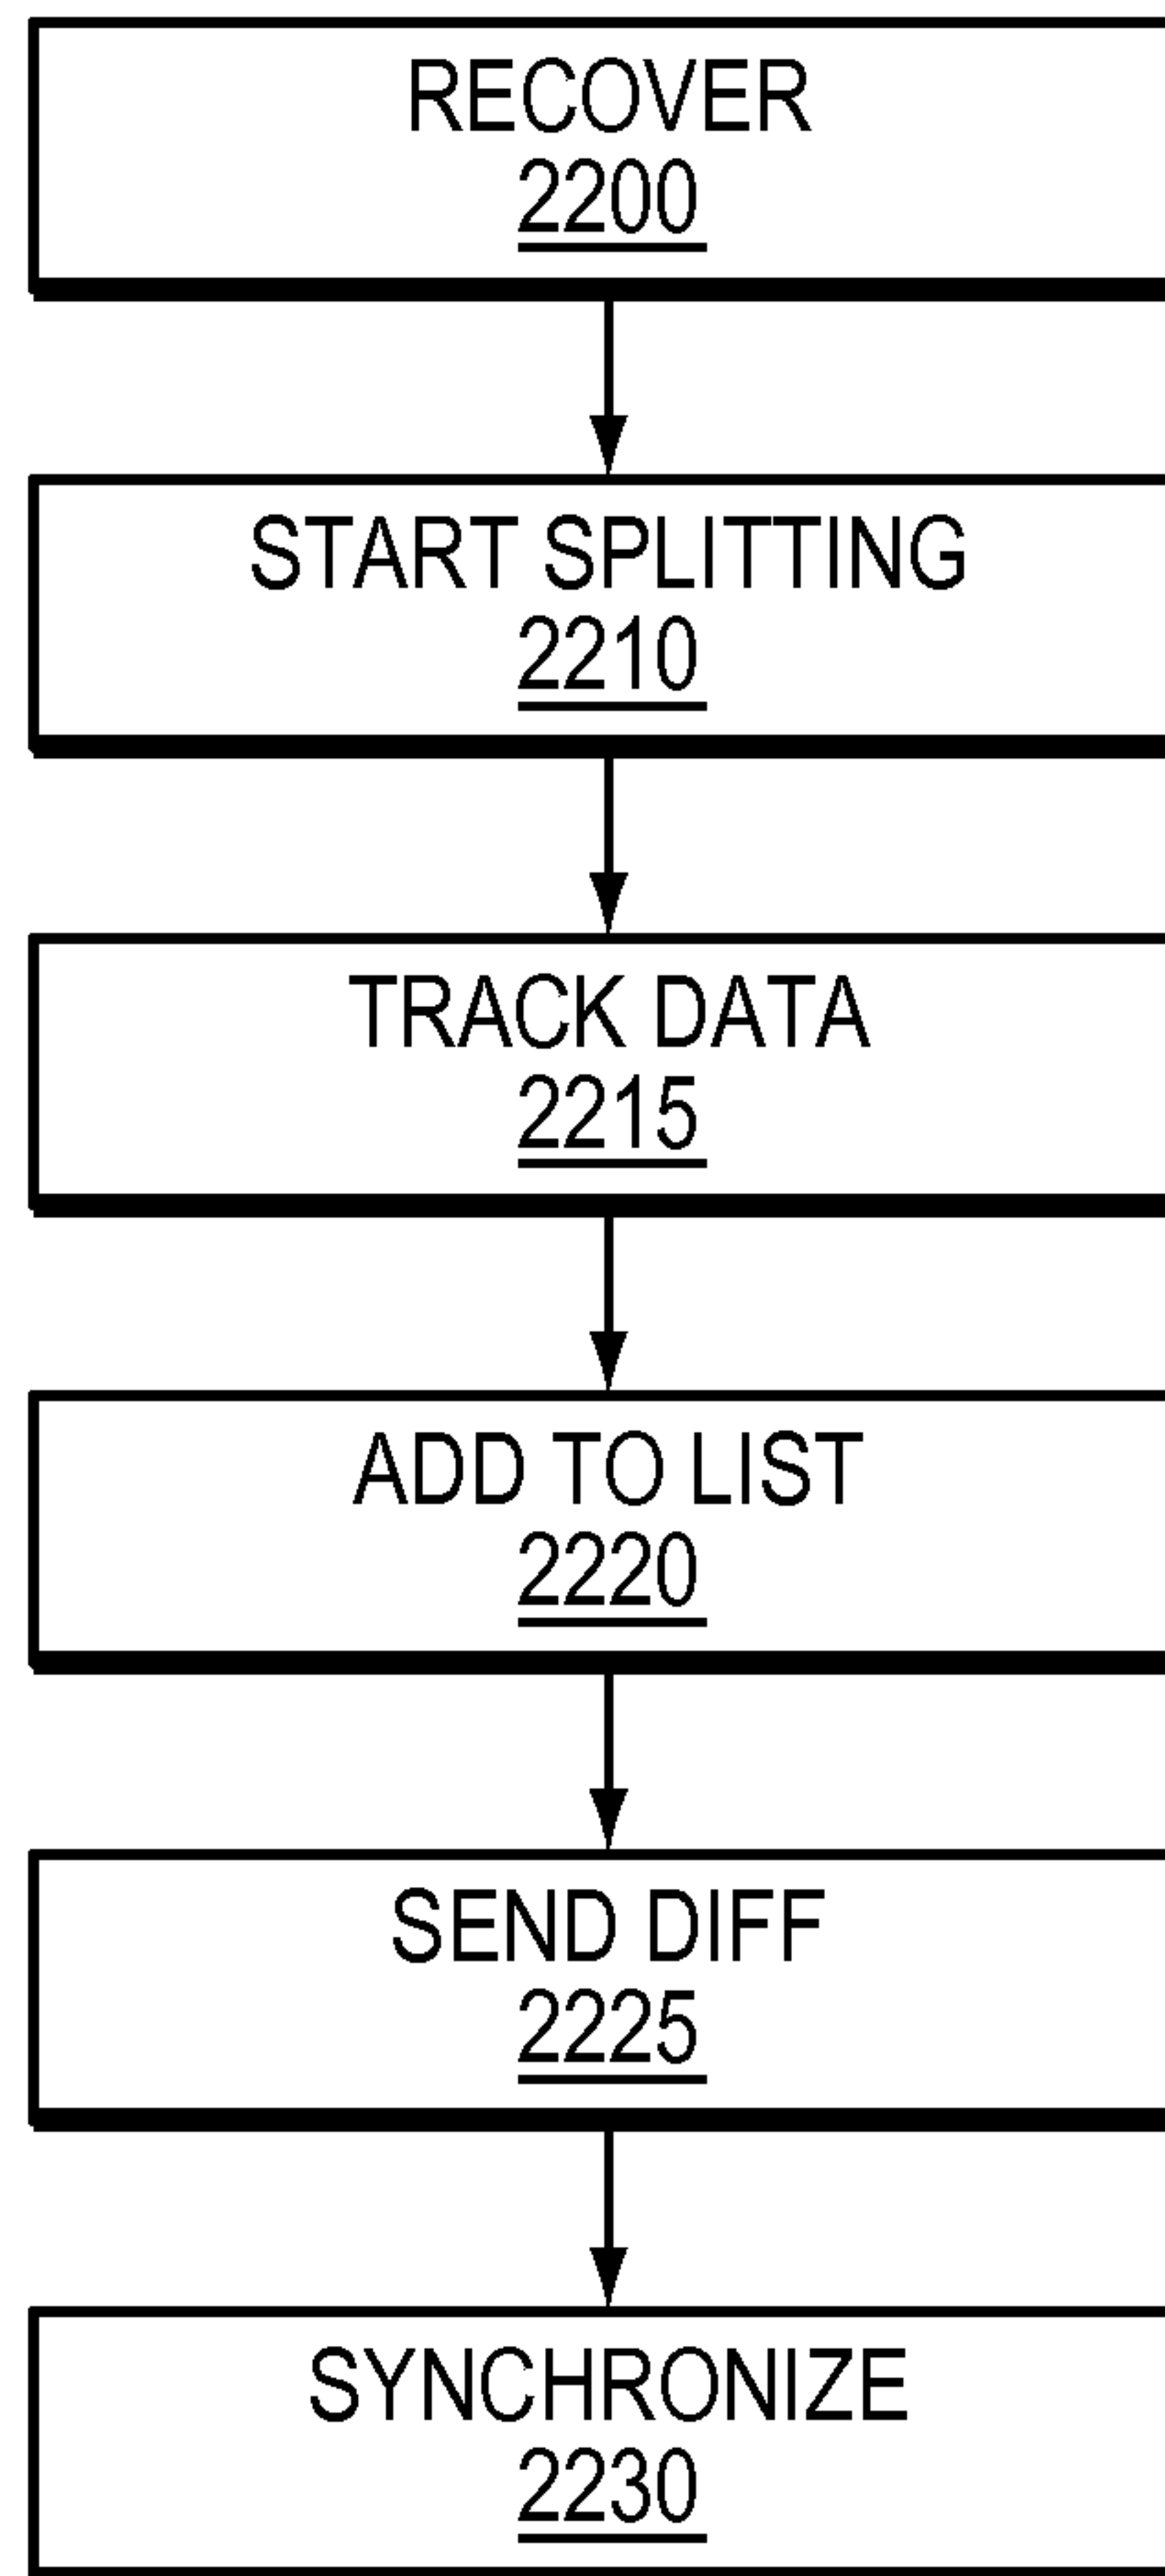 RECOVER
2200
START SPLITTING
2210
TRACK DATA
2215
ADD TO LIST
2220
SEND DIFF
2225
SYNCHRONIZE
2230